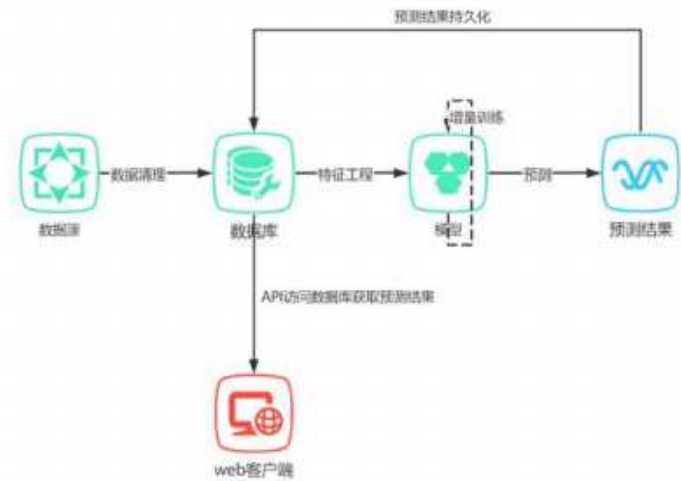 预测结果持久化
增量训练
数据清理
特征工程
预测
数据源
数据库
模型
预测结果
API访问数据库获取预测结果
web客户端